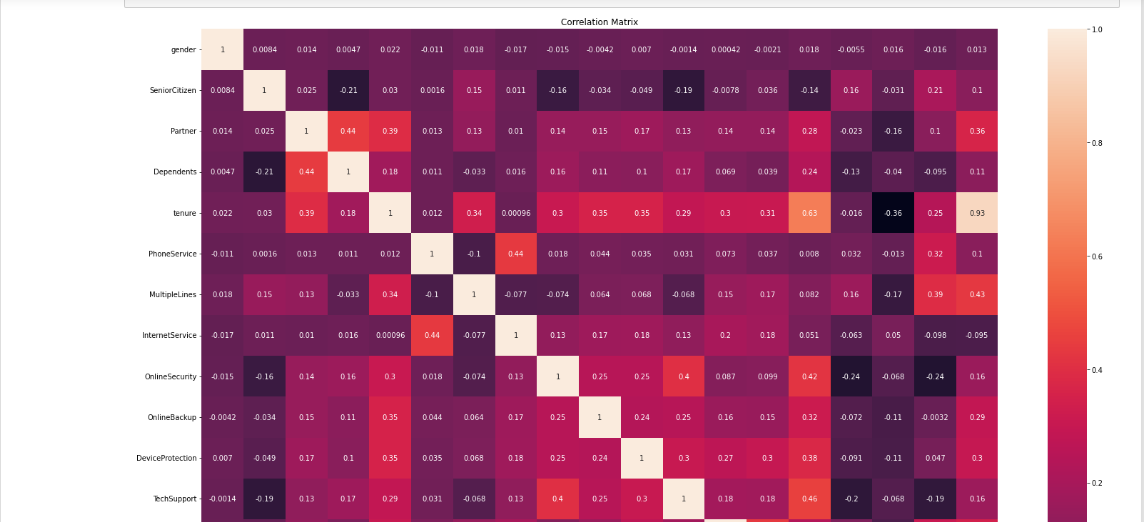 Correlation Matrix
gender 1 0.0084 0.014 0.0047 0.022 -0.011 0.018 -0.017 -0.015 -0.0042 0.007 -0.0014 0.00042 -0.0021 0.018 -0.0055 0.016 -0.016 0.013
1.0
SeniorCitizen 0.0084 1 0.025 -0.21 0.03 0.0016 0.15 0.011 -0.16 -0.034 -0.049 -0.19 -0.0078 0.036 -0.14 0.16 -0.031 0.21 0.1
Partner 0.014 0.025 1 0.44 0.39 0.013 0.13 0.01 0.14 0.15 0.17 0.13 0.14 0.14 0.28 -0.023 -0.16 0.1 0.36
0.8
Dependents 0.0047 -0.21 0.44 1 0.18 0.011 -0.033 0.016 0.16 0.11 0.1 0.17 0.069 0.039 0.24 -0.13 -0.04 -0.095 0.11
tenure 0.022 0.03 0.39 0.18 1 0.012 0.34 0.00096 0.3 0.35 0.35 0.29 0.3 0.31 0.63 -0.016 -0.36 0.25 0.93
PhoneService -0.011 0.0016 0.013 0.011 0.012 1 -0.1 0.44 0.018 0.044 0.035 0.031 0.073 0.037 0.008 0.032 -0.013 0.32 0.1
0.6
MultipleLines 0.018 0.15 0.13 -0.033 0.34 -0.1 1 -0.077 -0.074 0.064 0.068 -0.068 0.15 0.17 0.082 0.16 -0.17 0.39 0.43
InternetService -0.017 0.011 0.01 0.016 0.00096 0.44 -0.077 1 0.13 0.17 0.18 0.13 0.2 0.18 0.051 -0.063 0.05 -0.098 -0.095
OnlineSecurity -0.015 -0.16 0.14 0.16 0.3 0.018 -0.074 0.13 1 0.25 0.25 0.4 0.087 0.099 0.42 -0.24 -0.068 -0.24 0.16
0.4
OnlineBackup -0.0042 -0.034 0.15 0.11 0.35 0.044 0.064 0.17 0.25 1 0.24 0.25 0.16 0.15 0.32 -0.072 -0.11 -0.0032 0.29
DeviceProtection 0.007 -0.049 0.17 0.1 0.35 0.035 0.068 0.18 0.25 0.24 1 0.3 0.27 0.3 0.38 -0.091 -0.11 0.047 0.3
0.2
TechSupport -0.0014 -0.19 0.13 0.17 0.29 0.031 -0.068 0.13 0.4 0.25 0.3 1 0.18 0.18 0.46 -0.2 -0.068 -0.19 0.16